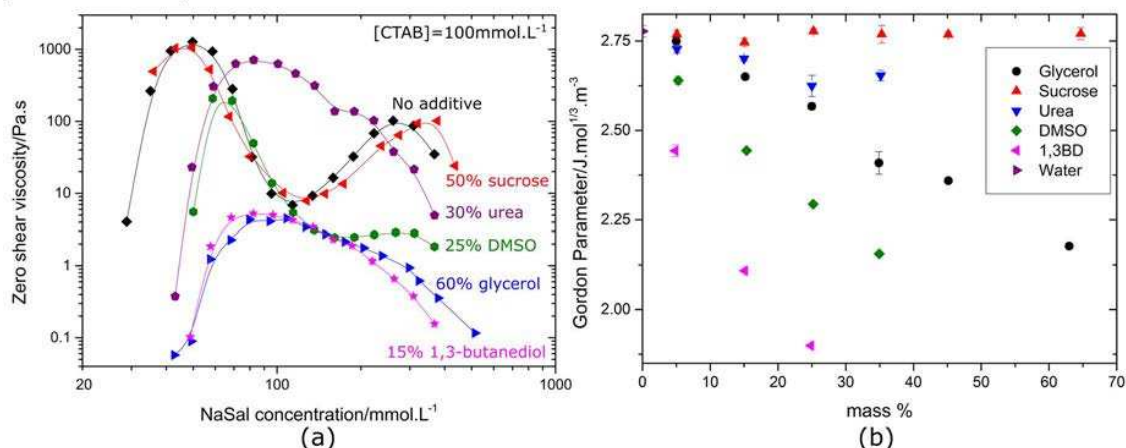 [CTAB]=100mmol.L⁻¹
No additive
50% sucrose
30% urea
25% DMSO
60% glycerol
15% 1,3-butanediol
Zero shear viscosity/Pa.s
1000
100
10
1
0.1
20
100
1000
NaSal concentration/mmol.L⁻¹
(a)
Gordon Parameter/J.mol¹ᐟ³.m⁻³
2.75
2.50
2.25
2.00
Glycerol
Sucrose
Urea
DMSO
1,3BD
Water
0 10 20 30 40 50 60 70
mass %
(b)